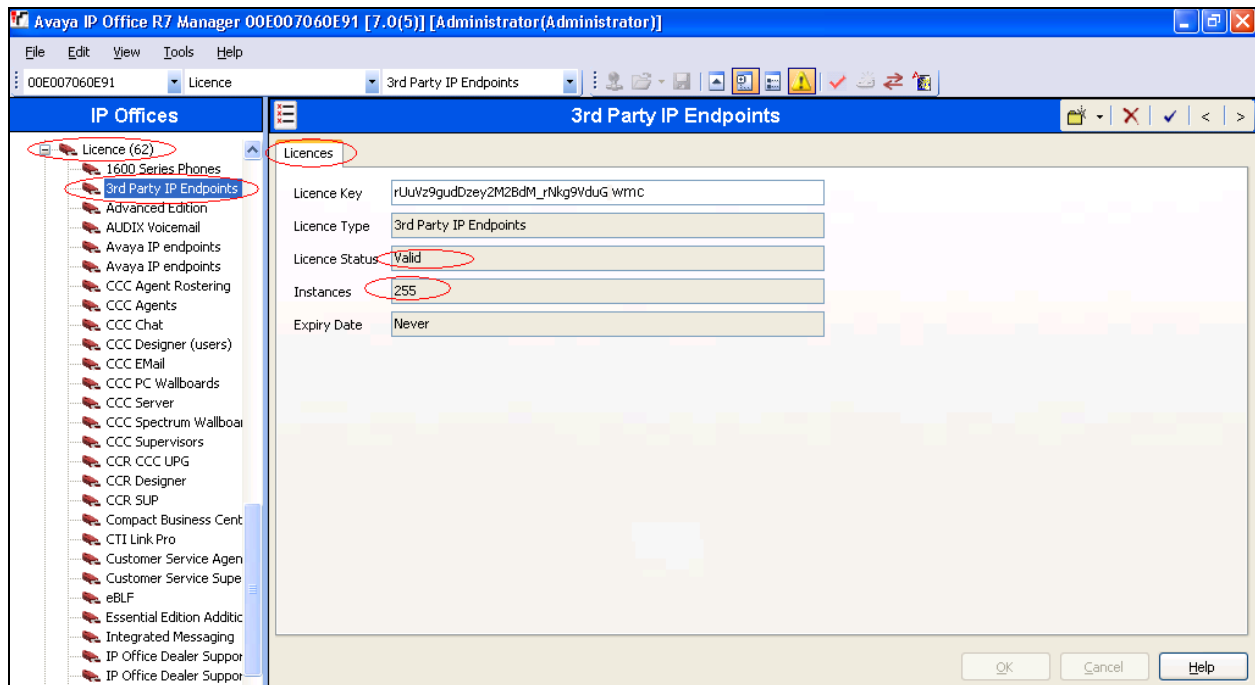 Avaya IP Office R7 Manager 00E007060E91 [7.0(5)] [Administrator(Administrator)]
File Edit View Tools Help
00E007060E91 Licence 3rd Party IP Endpoints
IP Offices
3rd Party IP Endpoints
Licence (62)
1600 Series Phones
3rd Party IP Endpoints
Advanced Edition
AUDIX Voicemail
Avaya IP endpoints
Avaya IP endpoints
CCC Agent Rostering
CCC Agents
CCC Chat
CCC Designer (users)
CCC EMail
CCC PC Wallboards
CCC Server
CCC Spectrum Wallboar
CCC Supervisors
CCR CCC UPG
CCR Designer
CCR SUP
Compact Business Cent
CTI Link Pro
Customer Service Agen
Customer Service Supe
eBLF
Essential Edition Additic
Integrated Messaging
IP Office Dealer Suppor
IP Office Dealer Suppor
Licences
Licence Key rUuVz9gudDzey2M2BdM_rNkg9VduG wmc
Licence Type 3rd Party IP Endpoints
Licence Status Valid
Instances 255
Expiry Date Never
OK Cancel Help